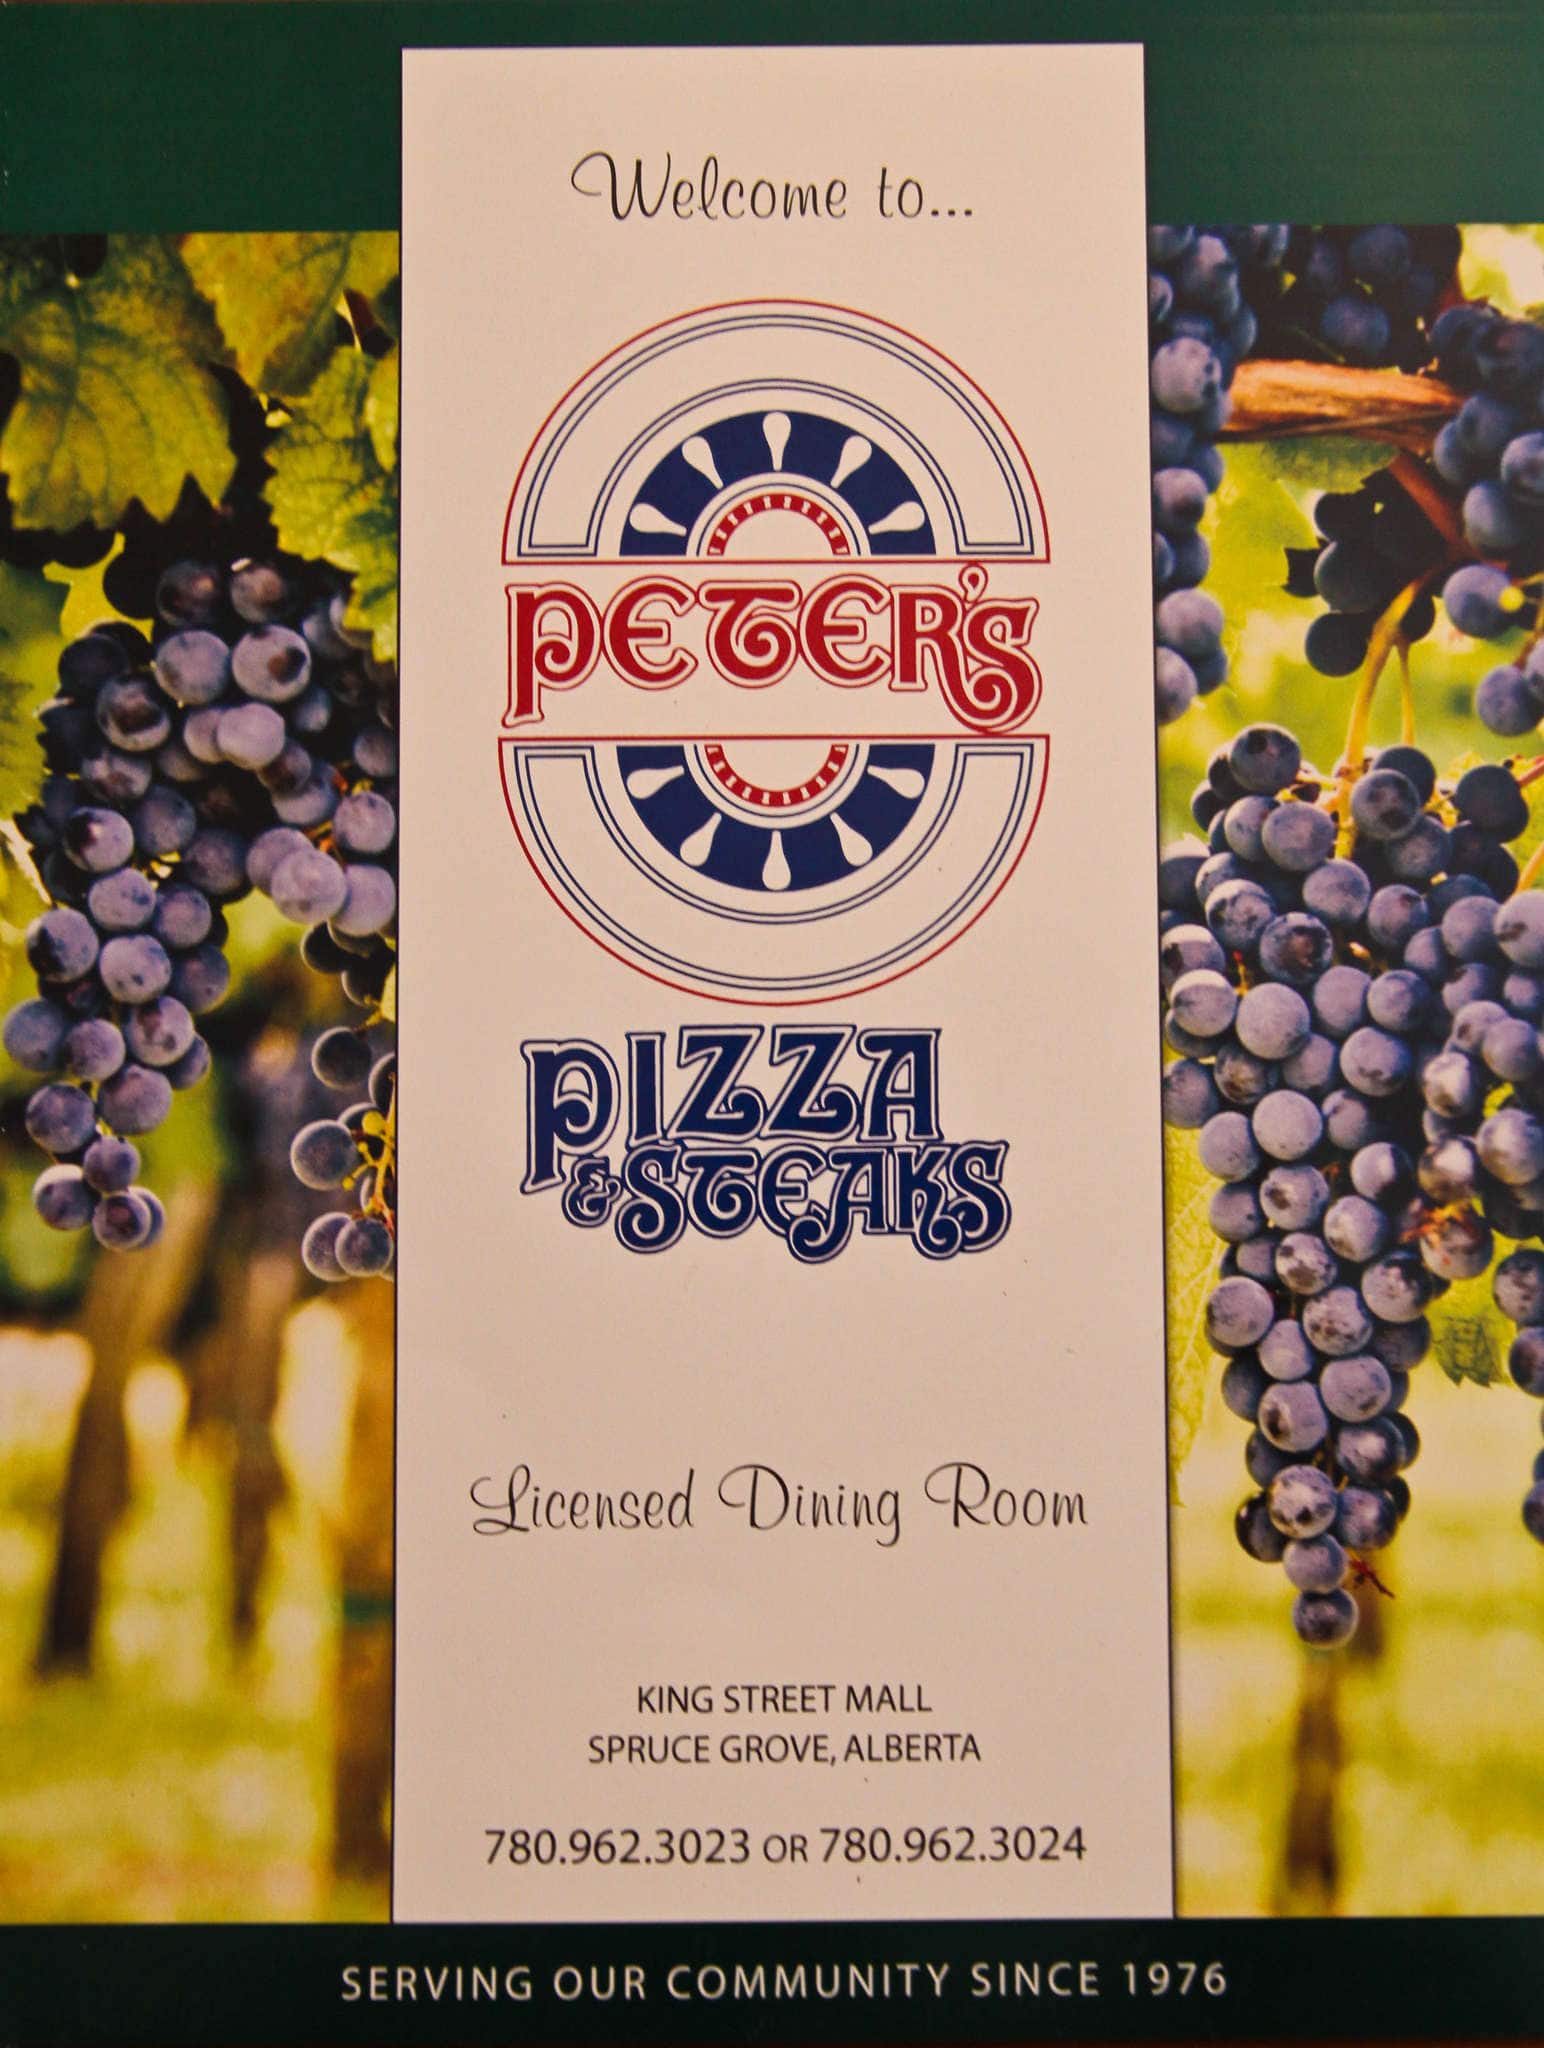 Welcome to...
PETER'S
PIZZA
& STEAKS
Licensed Dining Room
KING STREET MALL
SPRUCE GROVE, ALBERTA
780.962.3023 OR 780.962.3024
SERVING OUR COMMUNITY SINCE 1976